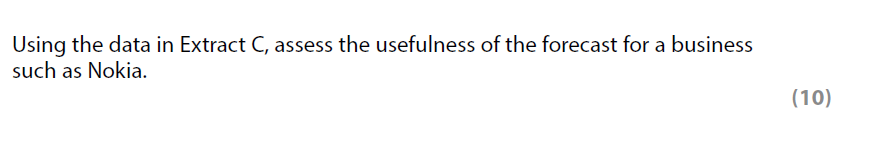 Using the data in Extract C, assess the usefulness of the forecast for a business
such as Nokia.
(10)